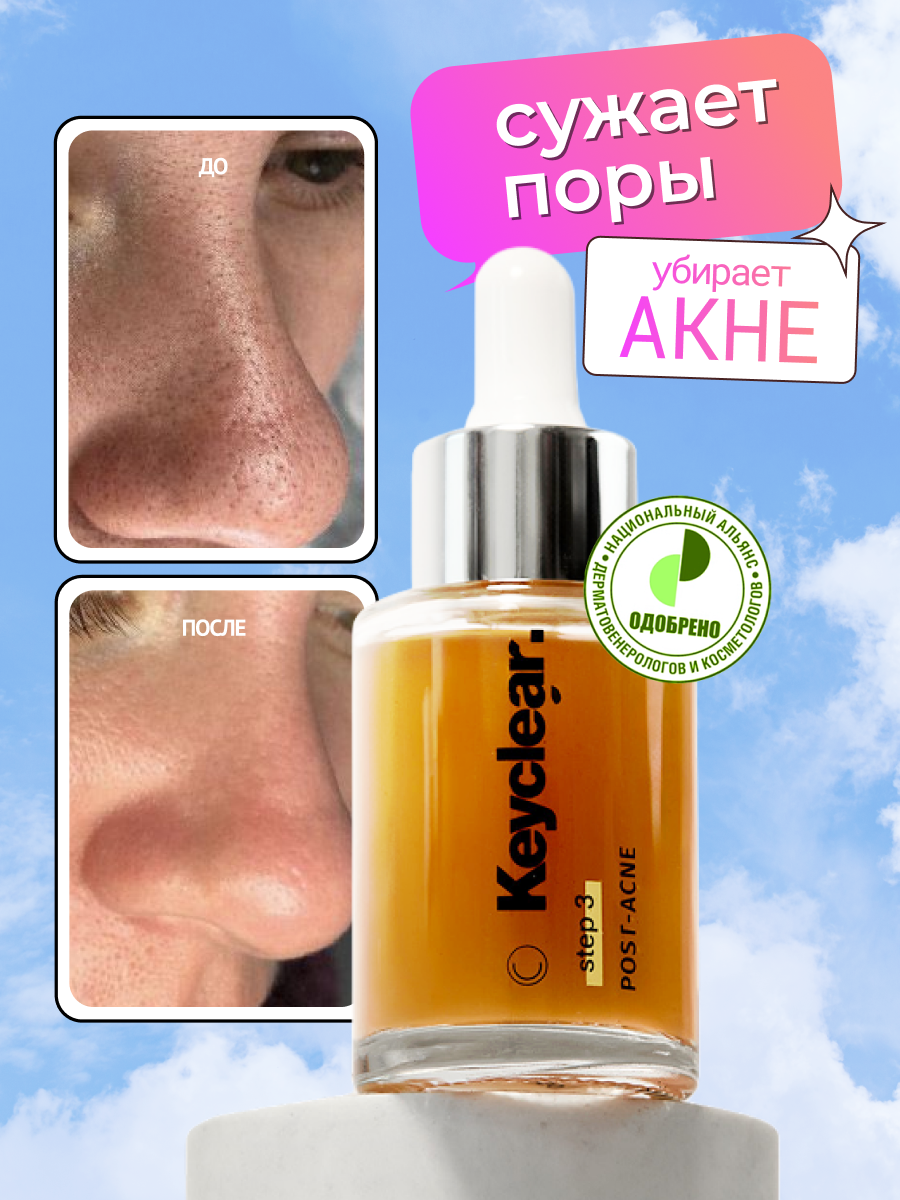 сужает
поры
убирает
АКНЕ
ДО
ПОСЛЕ
• НАЦИОНАЛЬНЫЙ АЛЬЯНС •
ДЕРМАТОВЕНЕРОЛОГОВ И КОСМЕТОЛОГОВ
ОДОБРЕНО
Keyclear.
step 3
POST-ACNE